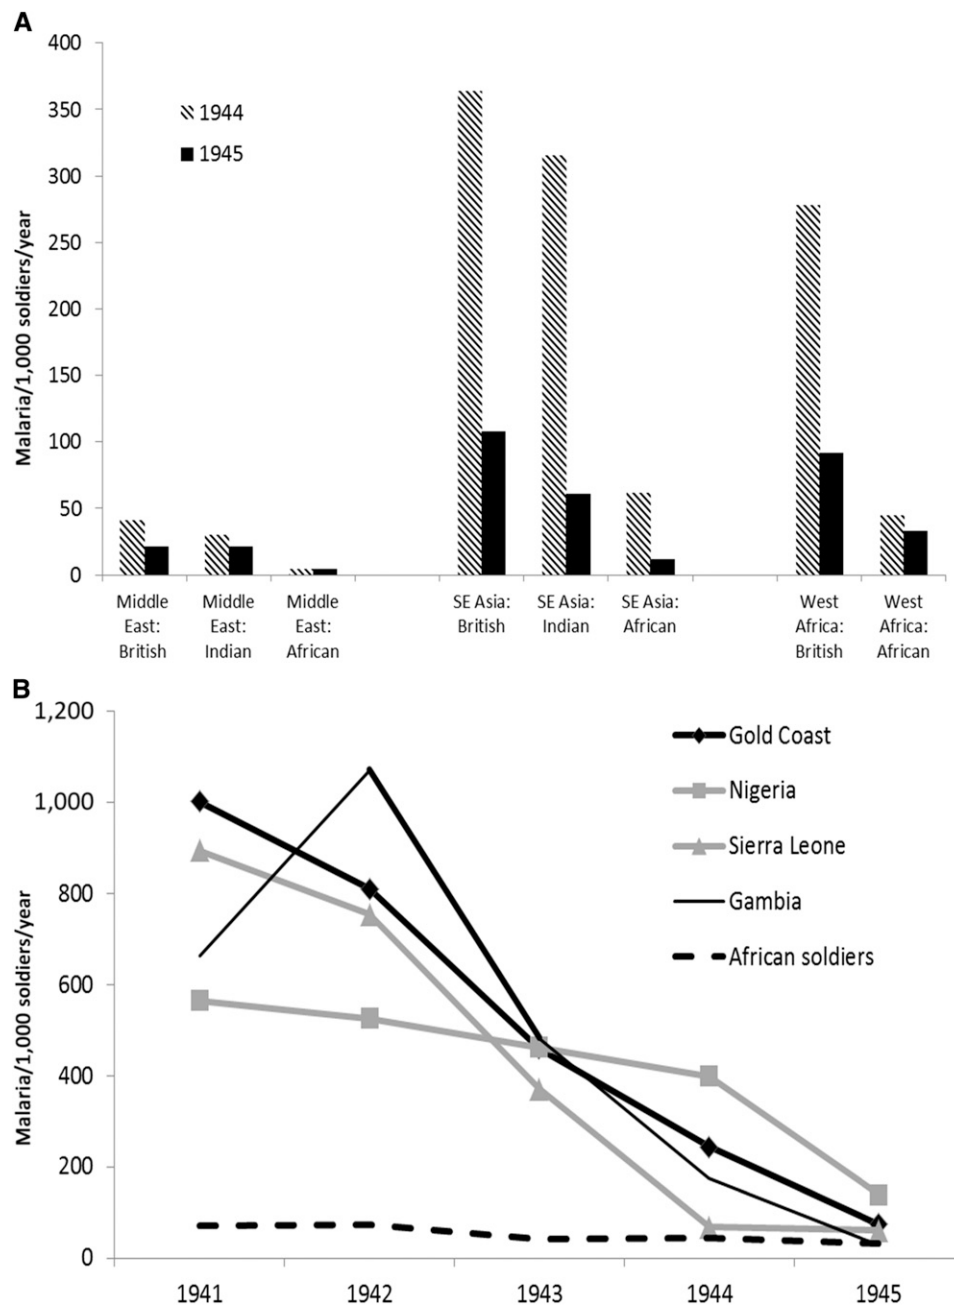 A
400
350
300
250
200
150
100
50
0
Malaria/1,000 soldiers/year
1944
1945
Middle East: British
Middle East: Indian
Middle East: African
SE Asia: British
SE Asia: Indian
SE Asia: African
West Africa: British
West Africa: African
B
1,200
1,000
800
600
400
200
0
Malaria/1,000 soldiers/year
Gold Coast
Nigeria
Sierra Leone
Gambia
African soldiers
1941
1942
1943
1944
1945